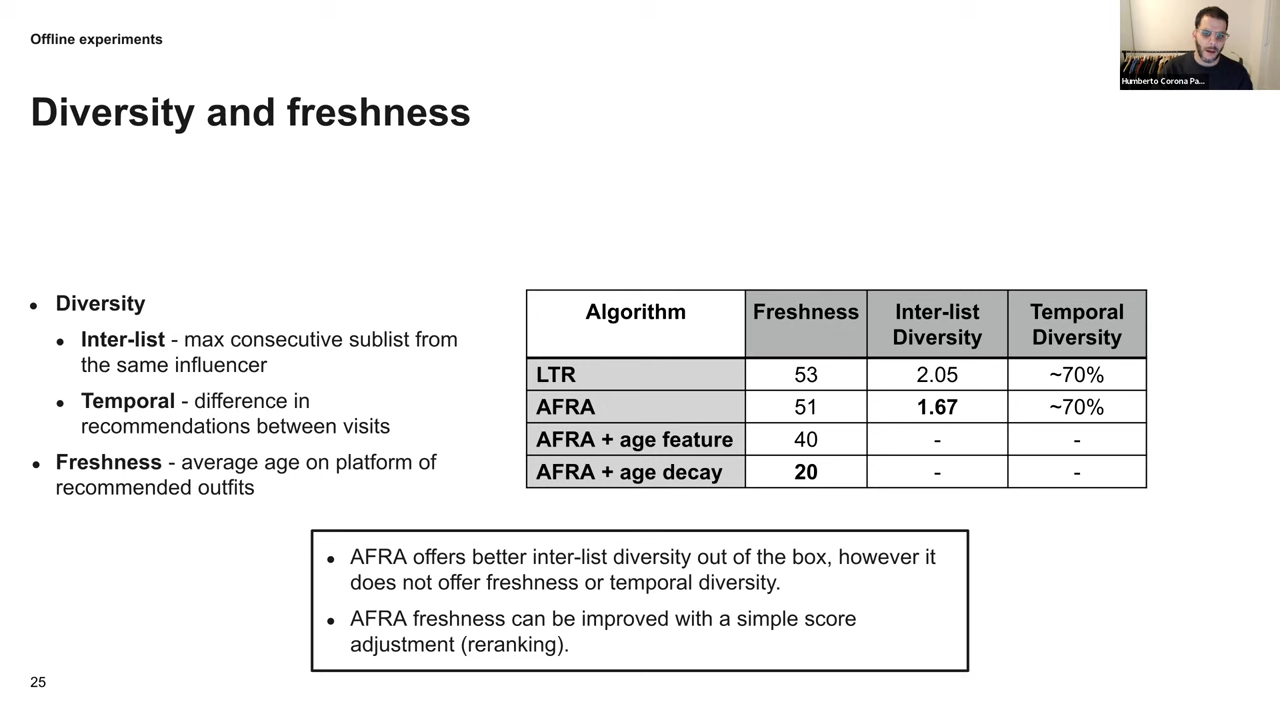 Offline experiments
Humberto Corona Pa...
Diversity and freshness
● Diversity
● Inter-list - max consecutive sublist from
the same influencer
● Temporal - difference in
recommendations between visits
● Freshness - average age on platform of
recommended outfits
Algorithm Freshness Inter-list Diversity Temporal Diversity
LTR 53 2.05 ~70%
AFRA 51 1.67 ~70%
AFRA + age feature 40 - -
AFRA + age decay 20 - -
● AFRA offers better inter-list diversity out of the box, however it
does not offer freshness or temporal diversity.
● AFRA freshness can be improved with a simple score
adjustment (reranking).
25